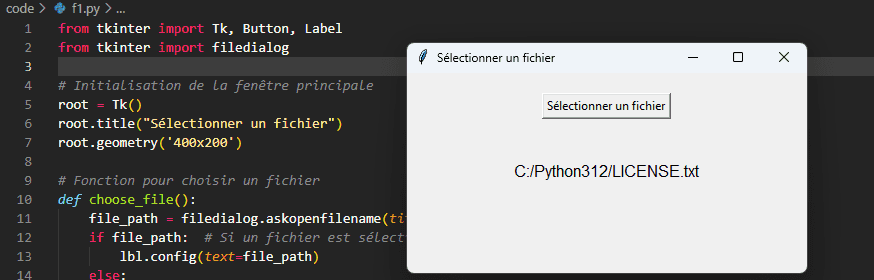 code > f1.py > ...
1 from tkinter import Tk, Button, Label
2 from tkinter import filedialog
3
4 # Initialisation de la fenêtre principale
5 root = Tk()
6 root.title("Sélectionner un fichier")
7 root.geometry('400x200')
8
9 # Fonction pour choisir un fichier
10 def choose_file():
11 file_path = filedialog.askopenfilename(
12 if file_path: # Si un fichier est
13 lbl.config(text=file_path)
14 else:
Sélectionner un fichier
Sélectionner un fichier
C:/Python312/LICENSE.txt